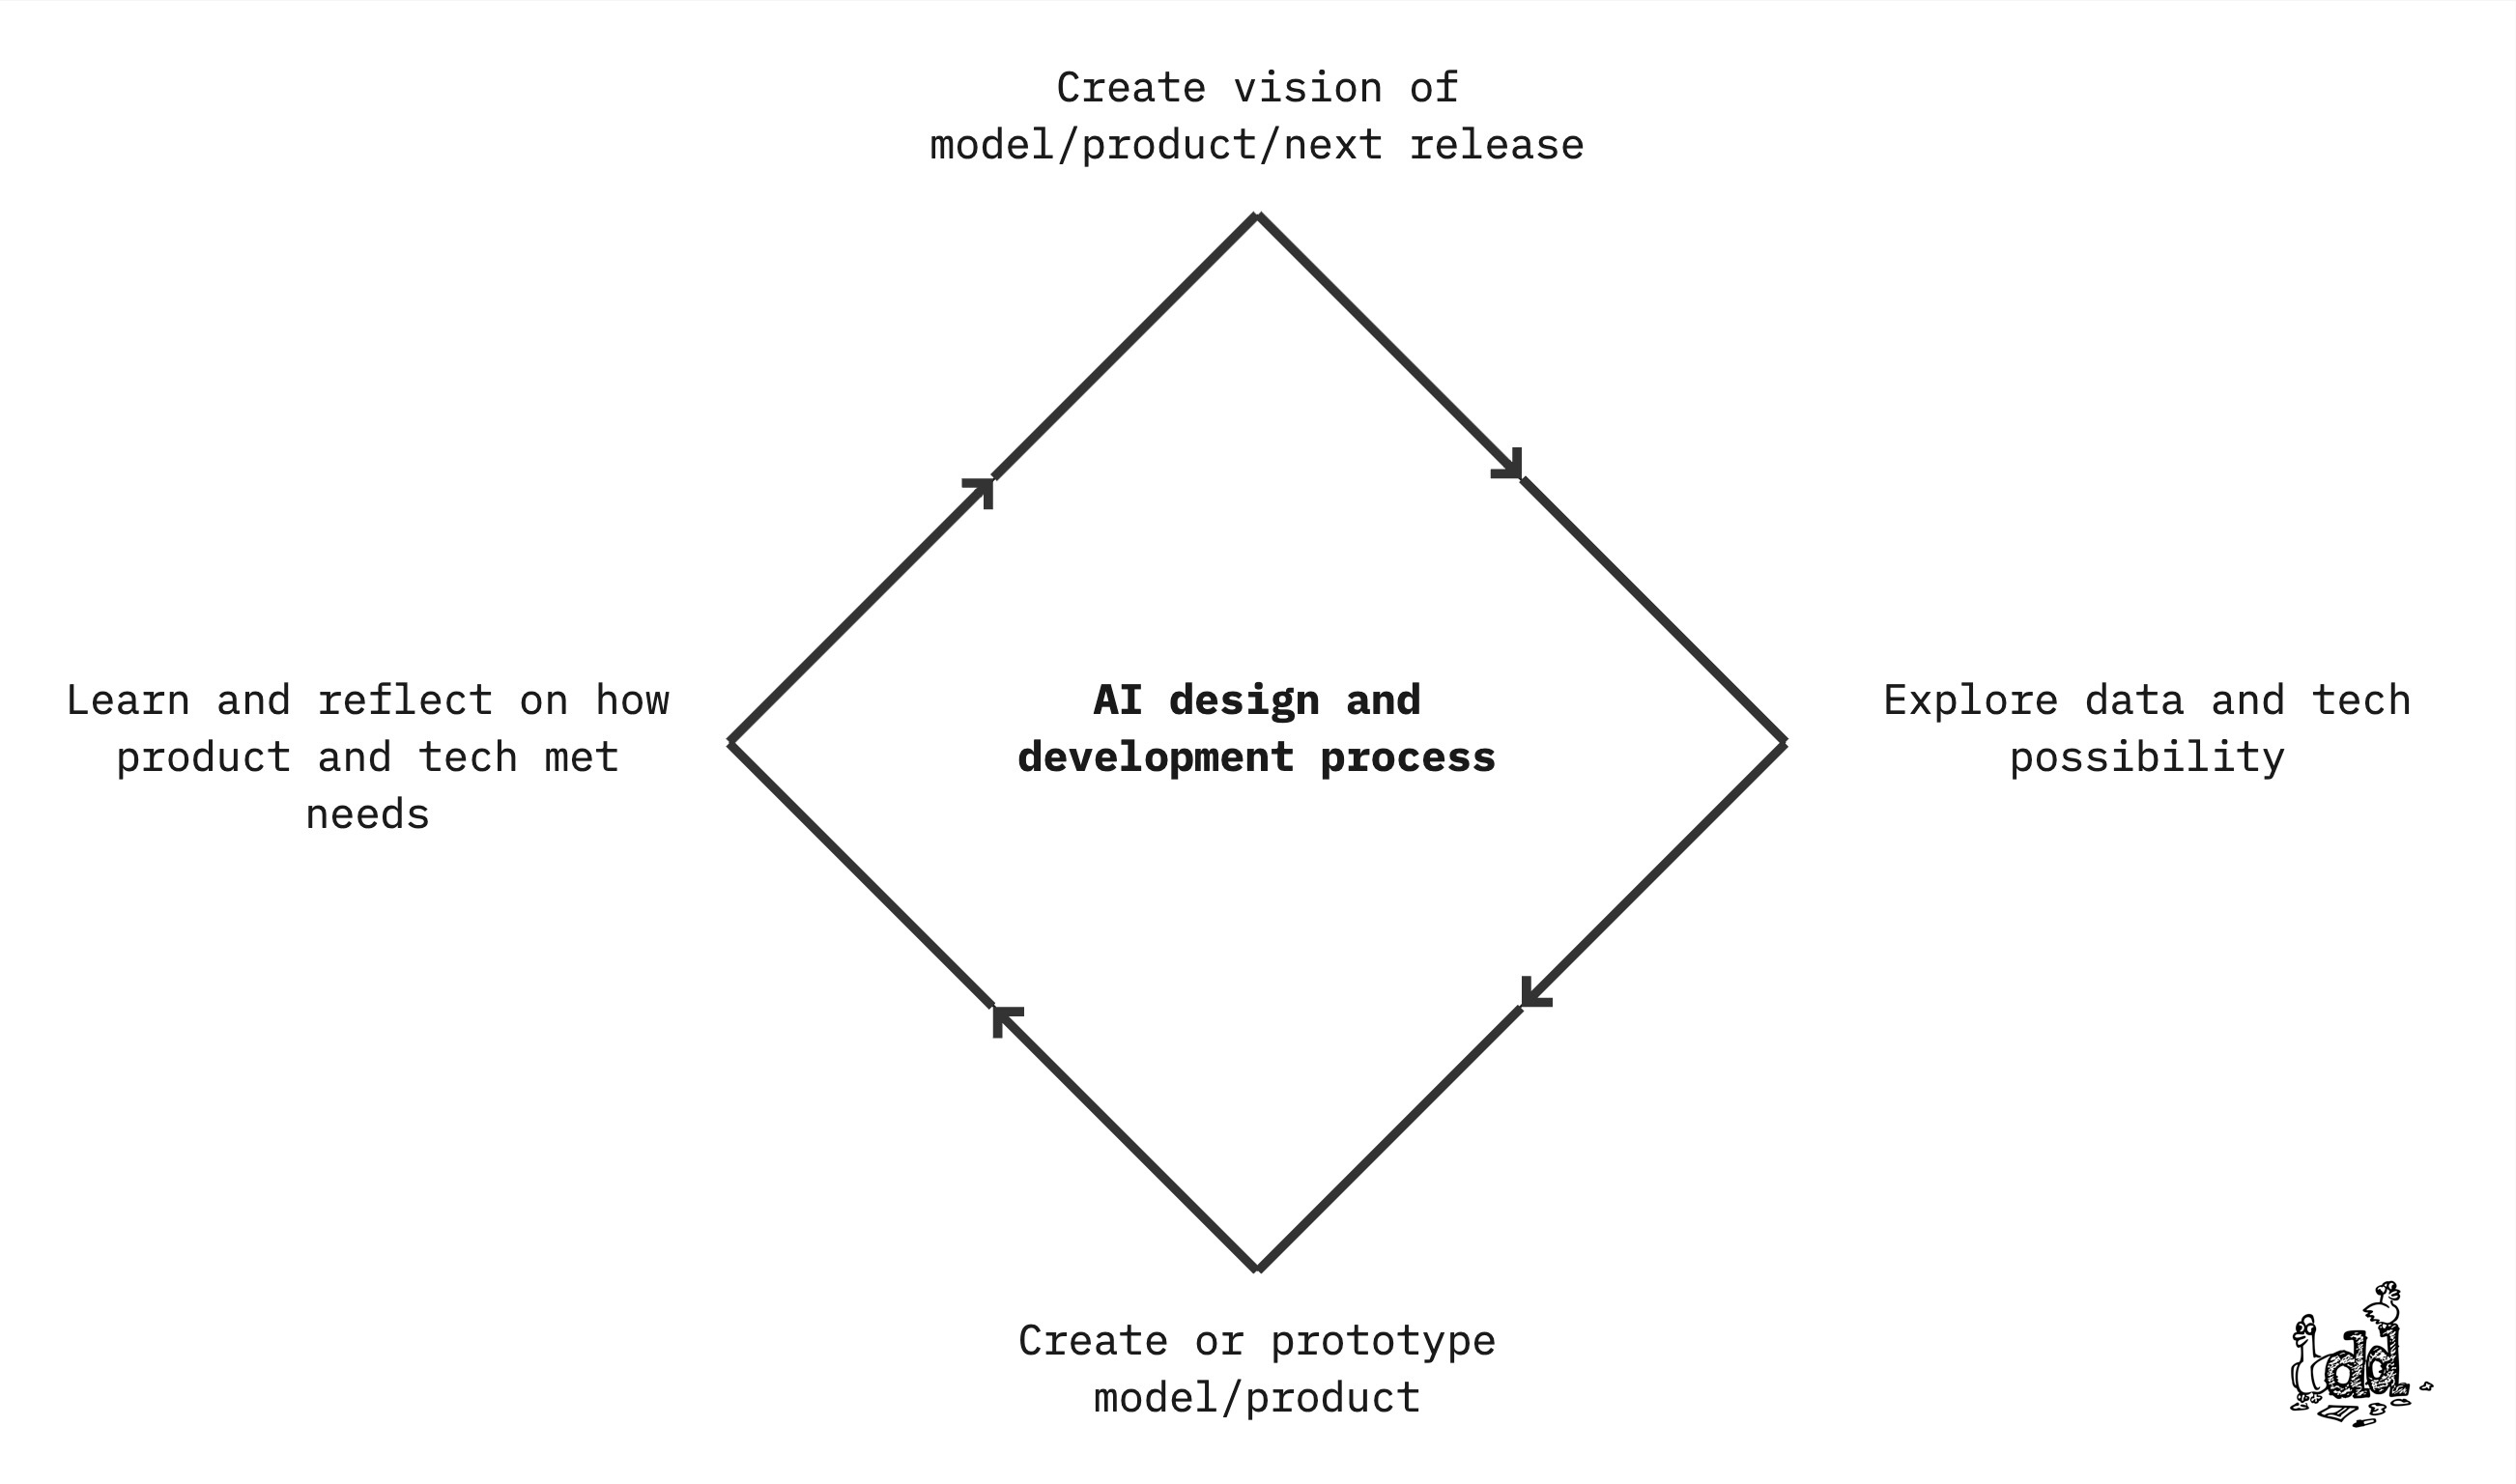 Create vision of
model/product/next release
Learn and reflect on how
product and tech met
needs
AI design and
development process
Explore data and tech
possibility
Create or prototype
model/product
dd